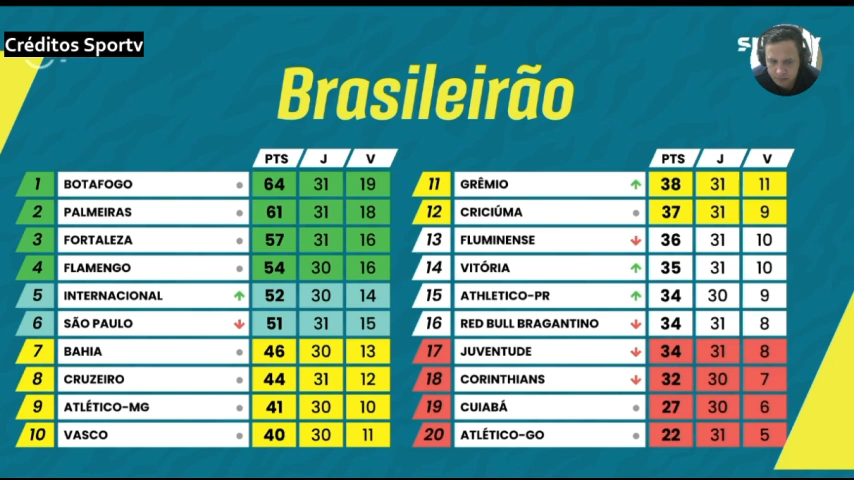 Créditos Sportv
Brasileirão
PTS J V
1 BOTAFOGO 64 31 19
2 PALMEIRAS 61 31 18
3 FORTALEZA 57 31 16
4 FLAMENGO 54 30 16
5 INTERNACIONAL 52 30 14
6 SÃO PAULO 51 31 15
7 BAHIA 46 30 13
8 CRUZEIRO 44 31 12
9 ATLÉTICO-MG 41 30 10
10 VASCO 40 30 11
PTS J V
11 GRÊMIO 38 31 11
12 CRICIÚMA 37 31 9
13 FLUMINENSE 36 31 10
14 VITÓRIA 35 31 10
15 ATHLETICO-PR 34 30 9
16 RED BULL BRAGANTINO 34 31 8
17 JUVENTUDE 34 31 8
18 CORINTHIANS 32 30 7
19 CUIABÁ 27 30 6
20 ATLÉTICO-GO 22 31 5